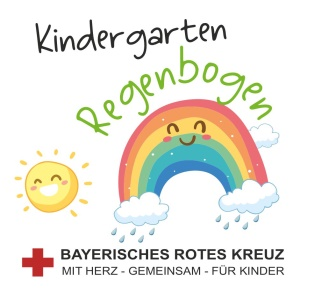 Kindergarten
Regenbogen
BAYERISCHES ROTES KREUZ
MIT HERZ - GEMEINSAM - FÜR KINDER